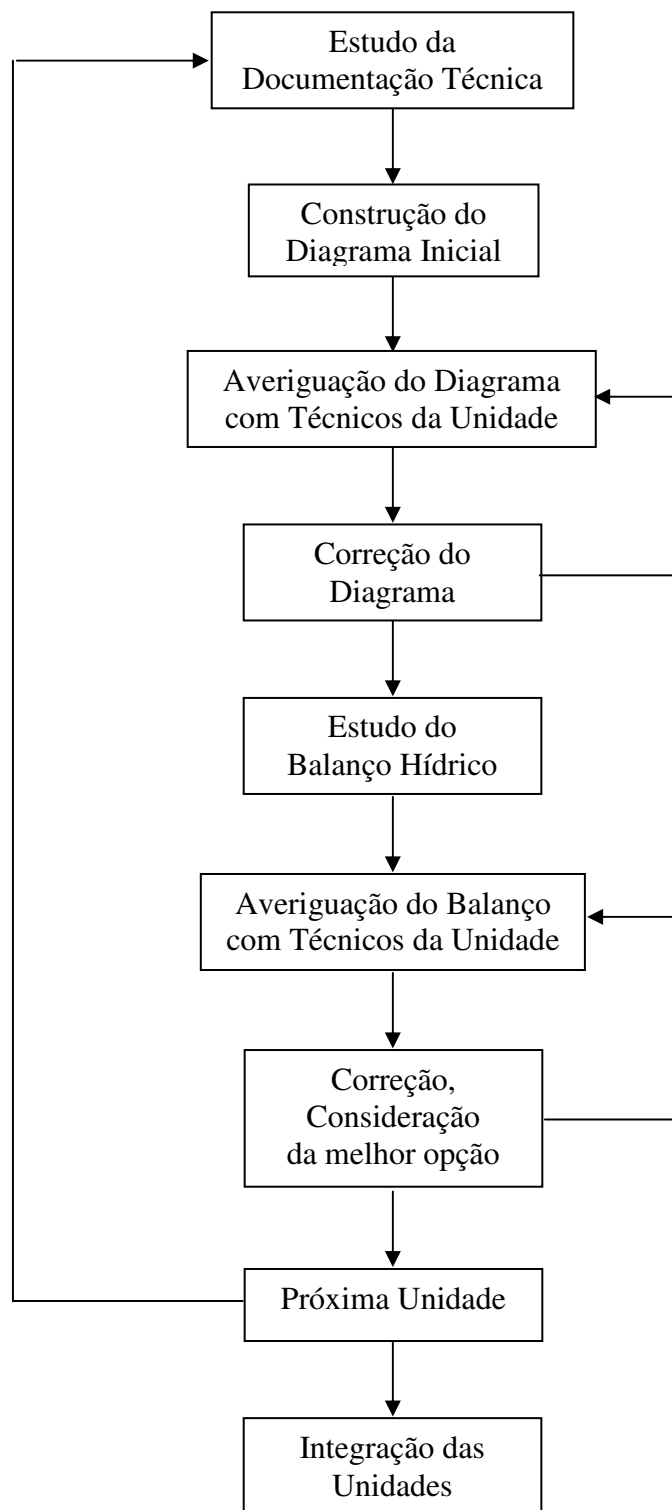 Estudo da
Documentação Técnica
Construção do
Diagrama Inicial
Averiguação do Diagrama
com Técnicos da Unidade
Correção do
Diagrama
Estudo do
Balanço Hídrico
Averiguação do Balanço
com Técnicos da Unidade
Correção,
Consideração
da melhor opção
Próxima Unidade
Integração das
Unidades